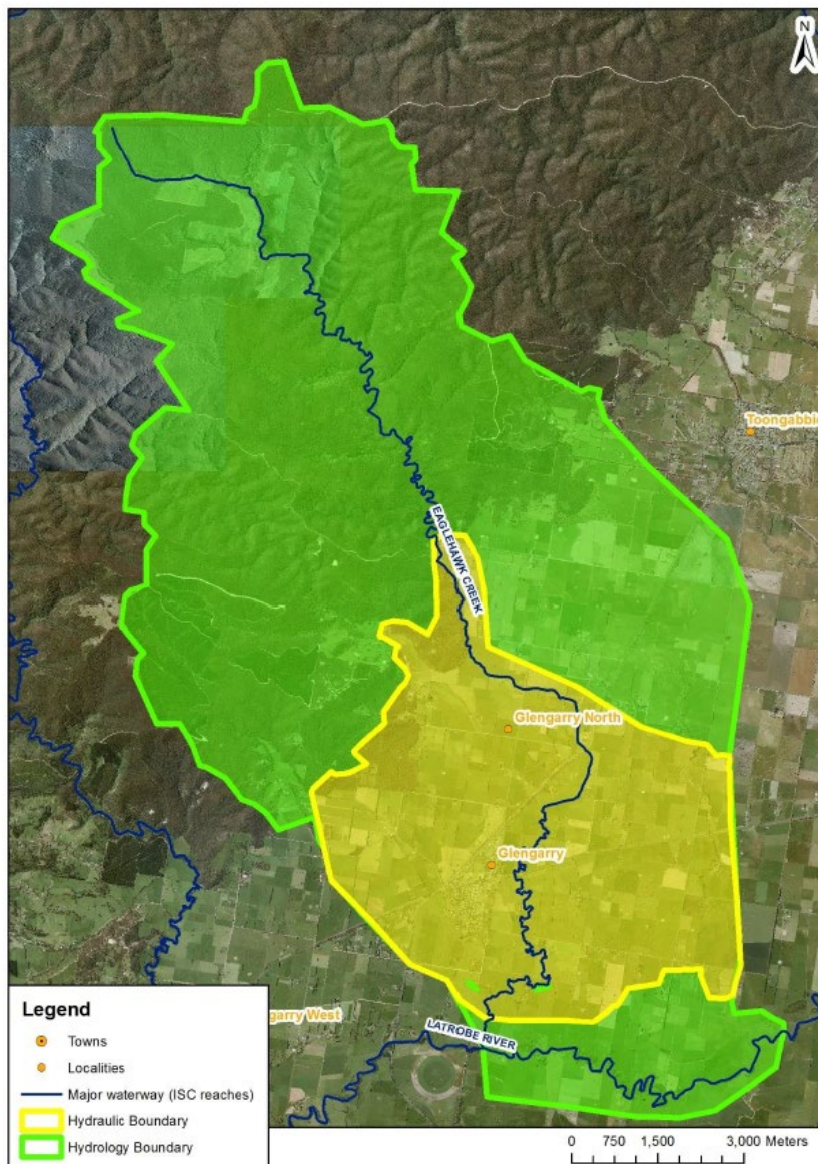 N
Toongabbi
EAGLEHAWK CREEK
Glengarry North
Glengarry
garry West
LATROBE RIVER
Legend
Towns
Localities
Major waterway (ISC reaches)
Hydraulic Boundary
Hydrology Boundary
0 750 1,500 3,000 Meters